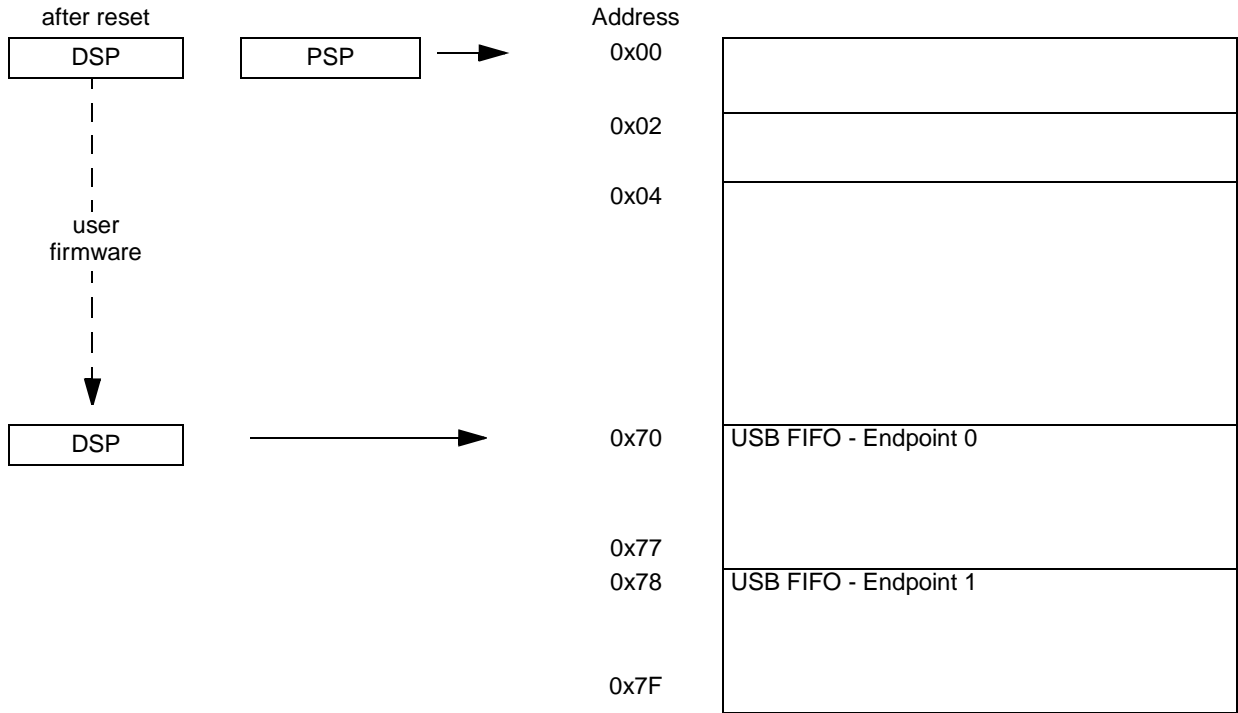 after reset
Address
DSP
PSP
0x00
0x02
0x04
user
firmware
DSP
0x70
USB FIFO - Endpoint 0
0x77
0x78
USB FIFO - Endpoint 1
0x7F